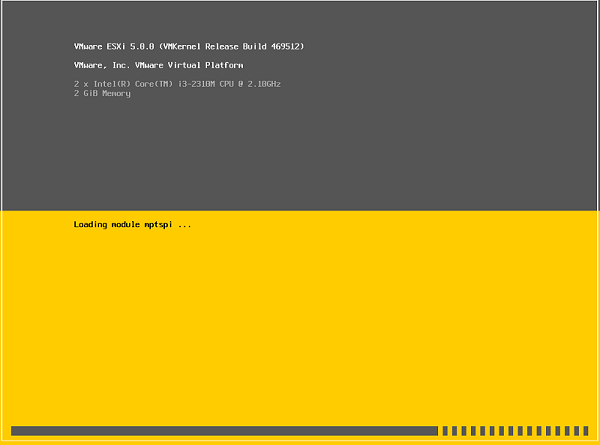 VMware ESXi 5.0.0 (VMKernel Release Build 469512)
VMware, Inc. VMware Virtual Platform
2 x Intel(R) Core(TM) i3-2310M CPU @ 2.10GHz
2 GiB Memory
Loading module mptspi ...